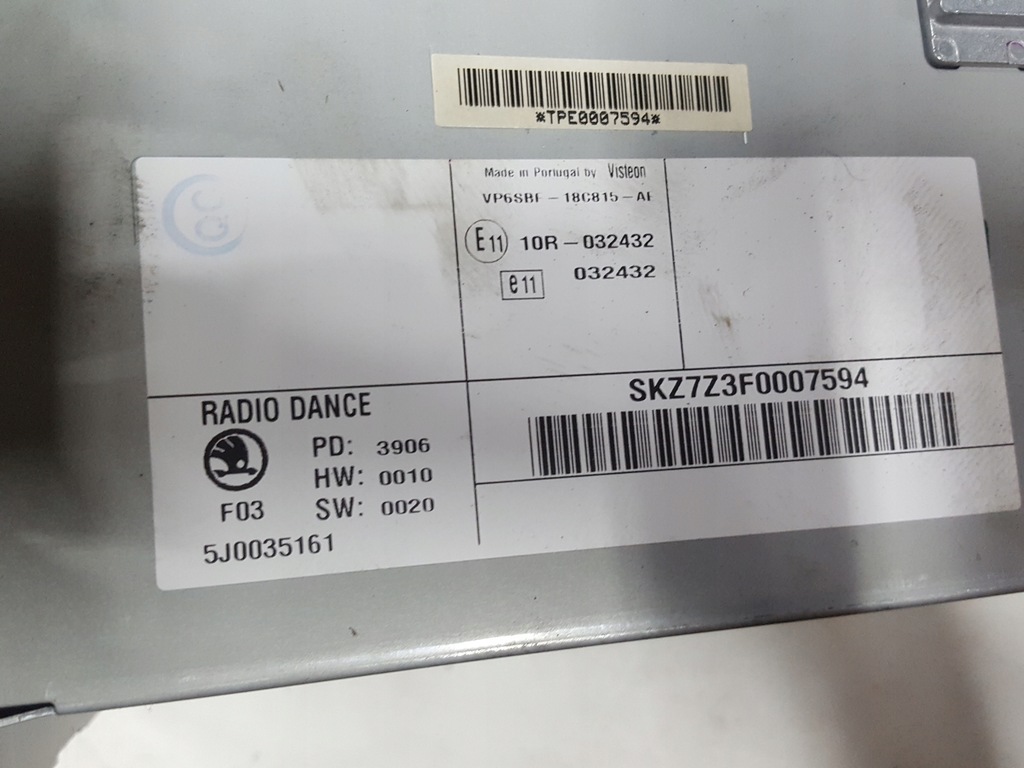 *TPE0007594*
Made in Portugal by Visteon
VP6SBF-18C815-AF
E11 10R-032432
e11 032432
SKZ7Z3F0007594
RADIO DANCE
PD: 3906
HW: 0010
F03 SW: 0020
5J0035161